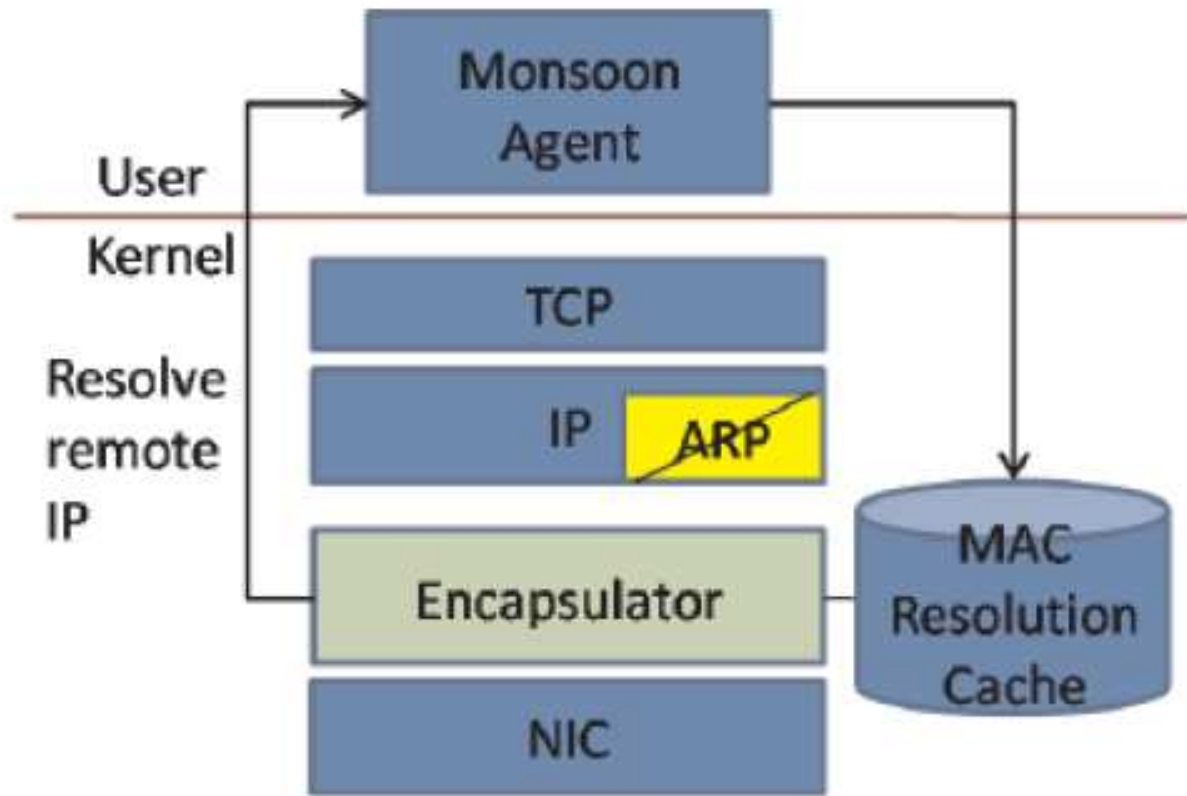 Monsoon
Agent
User
Kernel
TCP
Resolve
remote
IP
IP
ARP
Encapsulator
MAC
Resolution
Cache
NIC